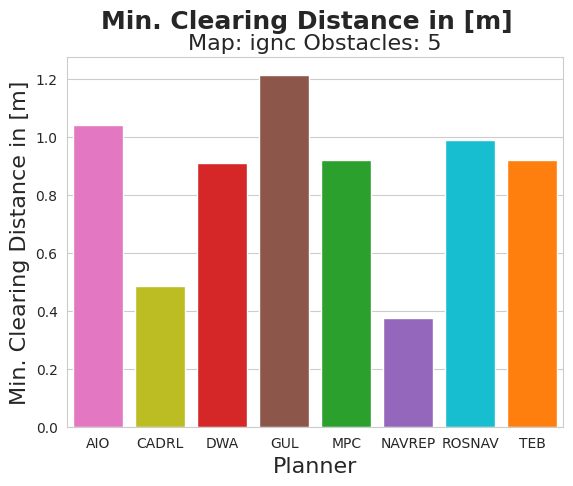 Min. Clearing Distance in [m]
Map: ignc Obstacles: 5
Min. Clearing Distance in [m]
1.2
1.0
0.8
0.6
0.4
0.2
0.0
AIO CADRL DWA GUL MPC NAVREP ROSNAV TEB
Planner